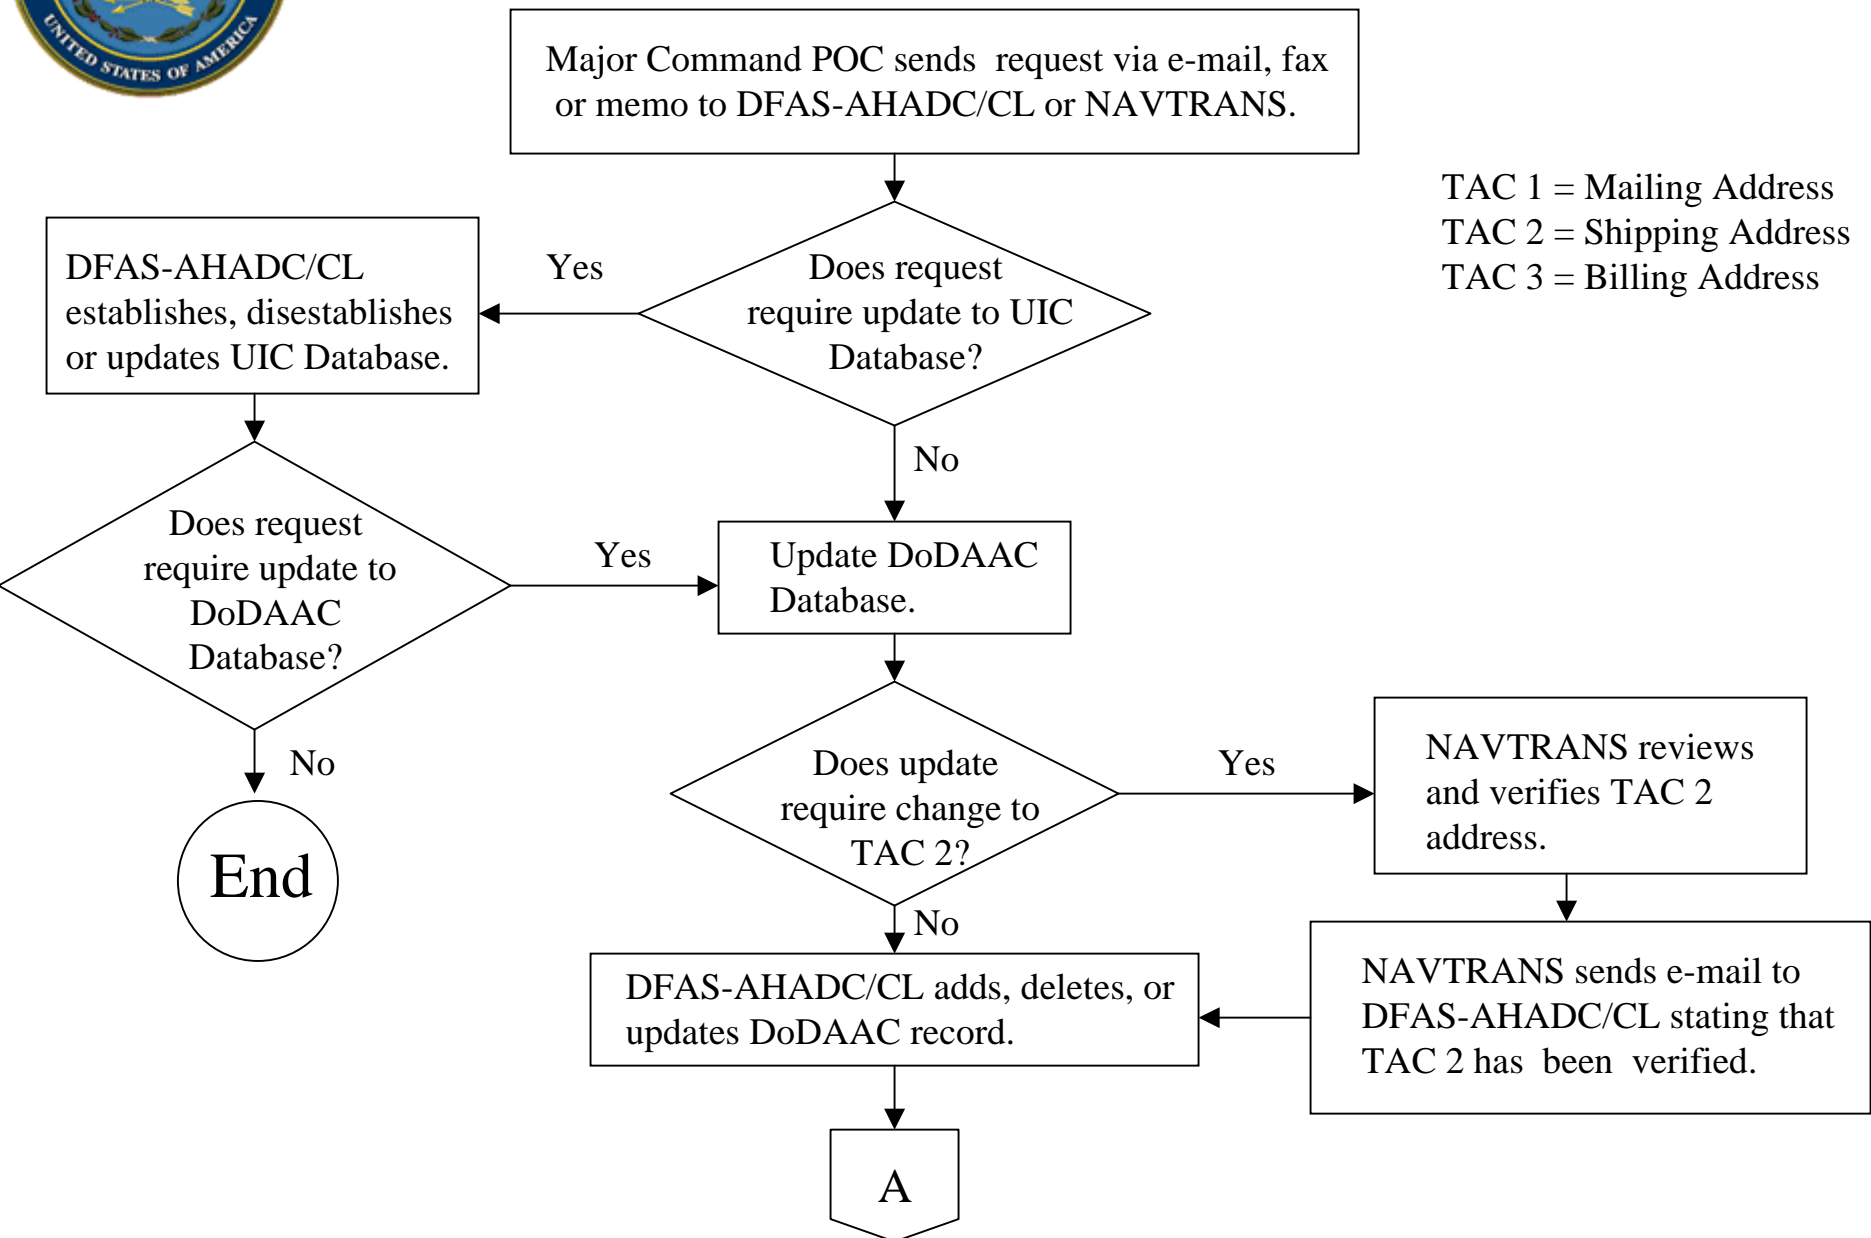 UNITED STATES OF AMERICA
Major Command POC sends request via e-mail, fax
or memo to DFAS-AHADC/CL or NAVTRANS.
TAC 1 = Mailing Address
TAC 2 = Shipping Address
TAC 3 = Billing Address
DFAS-AHADC/CL
establishes, disestablishes
or updates UIC Database.
Yes
Does request
require update to UIC
Database?
No
Does request
require update to
DoDAAC
Database?
Yes
Update DoDAAC
Database.
No
End
Does update
require change to
TAC 2?
Yes
NAVTRANS reviews
and verifies TAC 2
address.
No
DFAS-AHADC/CL adds, deletes, or
updates DoDAAC record.
NAVTRANS sends e-mail to
DFAS-AHADC/CL stating that
TAC 2 has been verified.
A